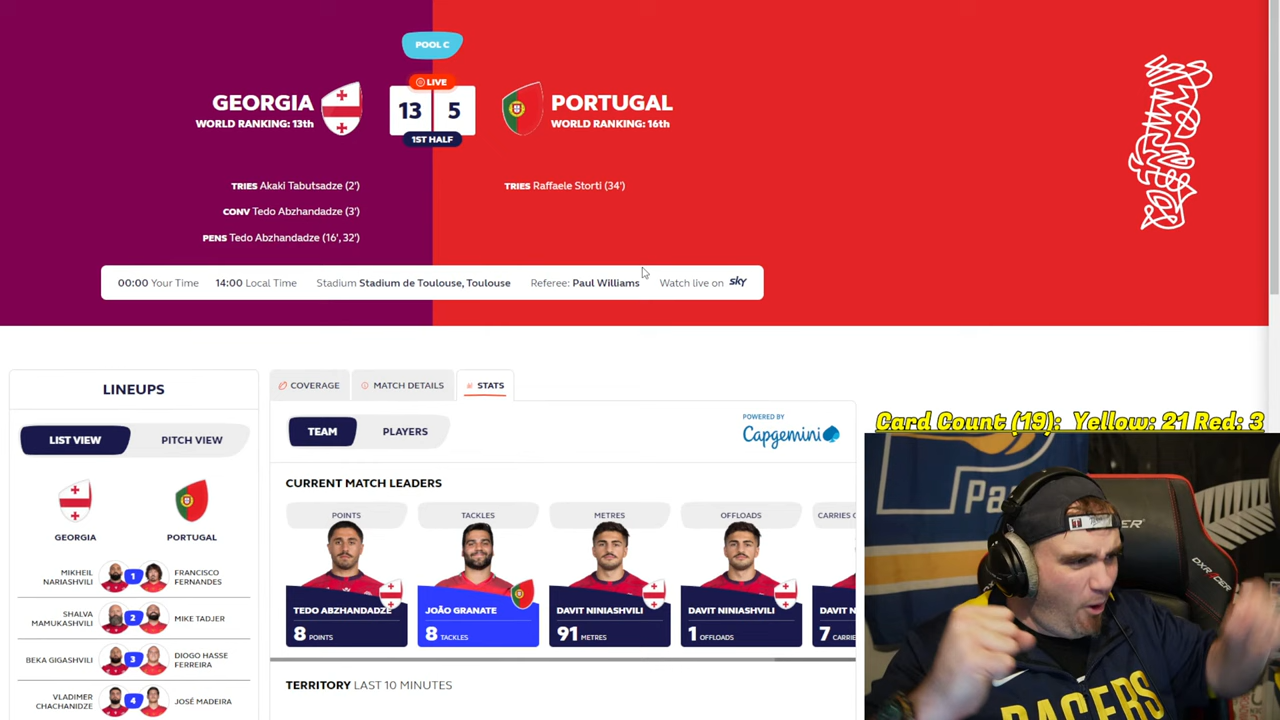 POOL C
LIVE
GEORGIA
WORLD RANKING: 13th
13 5
1ST HALF
PORTUGAL
WORLD RANKING: 16th
TRIES Akaki Tabutsadze (2')
CONV Tedo Abzhandadze (3')
PENS Tedo Abzhandadze (16', 32')
TRIES Raffaele Storti (34')
00:00 Your Time 14:00 Local Time Stadium Stadium de Toulouse, Toulouse Referee: Paul Williams Watch live on sky
LINEUPS
LIST VIEW PITCH VIEW
GEORGIA PORTUGAL
MIKHEIL NARIASHVILI 1 FRANCISCO FERNANDES
SHALVA MAMUKASHVILI 2 MIKE TADJER
BEKA GIGASHVILI 3 DIOGO HASSE FERREIRA
VLADIMER CHACHANIDZE 4 JOSÉ MADEIRA
COVERAGE MATCH DETAILS STATS
TEAM PLAYERS
POWERED BY
Capgemini
CURRENT MATCH LEADERS
POINTS TACKLES METRES OFFLOADS CARRIES
TEDO ABZHANDADZE JOÃO GRANATE DAVIT NINIASHVILI DAVIT NINIASHVILI DAVIT N
8 POINTS 8 TACKLES 91 METRES 1 OFFLOADS 7 CARRIE
TERRITORY LAST 10 MINUTES
Card Count (19): Yellow: 21 Red: 3
Pa
DXRACER
PACERS